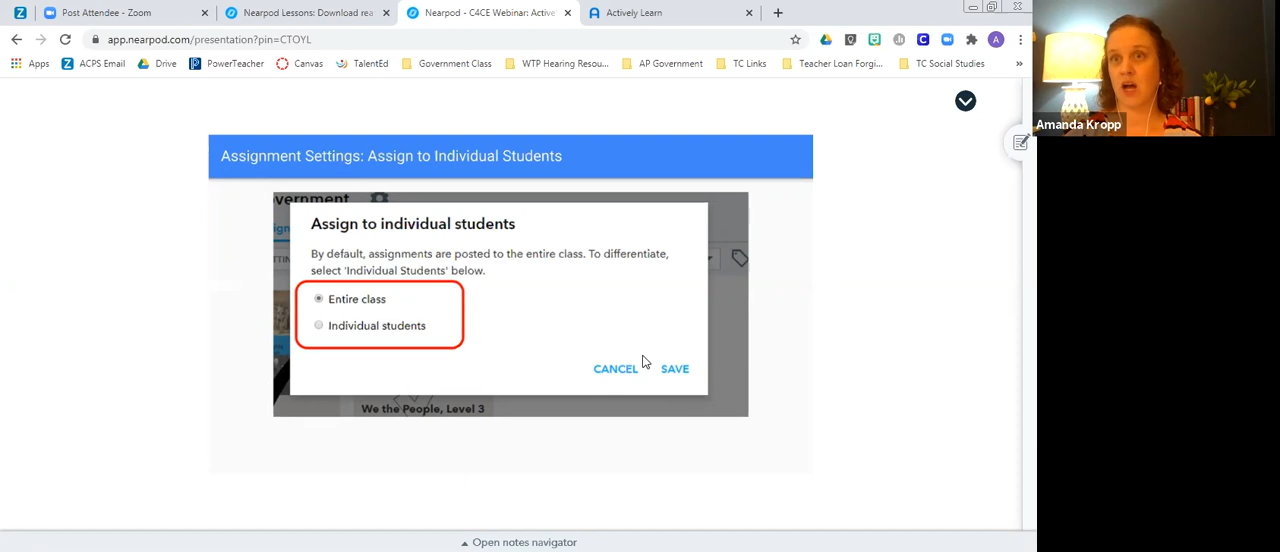 Post Attendee - Zoom
Nearpod Lessons: Download rea
Nearpod - C4CE Webinar: Active
Actively Learn
app.nearpod.com/presentation?pin=CTOYL
A
Apps
ACPS Email
Drive
PowerTeacher
Canvas
TalentEd
Government Class
WTP Hearing Resou...
AP Government
TC Links
Teacher Loan Forgi...
TC Social Studies
»
Amanda Kropp
Assignment Settings: Assign to Individual Students
vernment
Assign to individual students
By default, assignments are posted to the entire class. To differentiate,
select 'Individual Students' below.
Entire class
Individual students
CANCEL
SAVE
We the People, Level 3
Open notes navigator